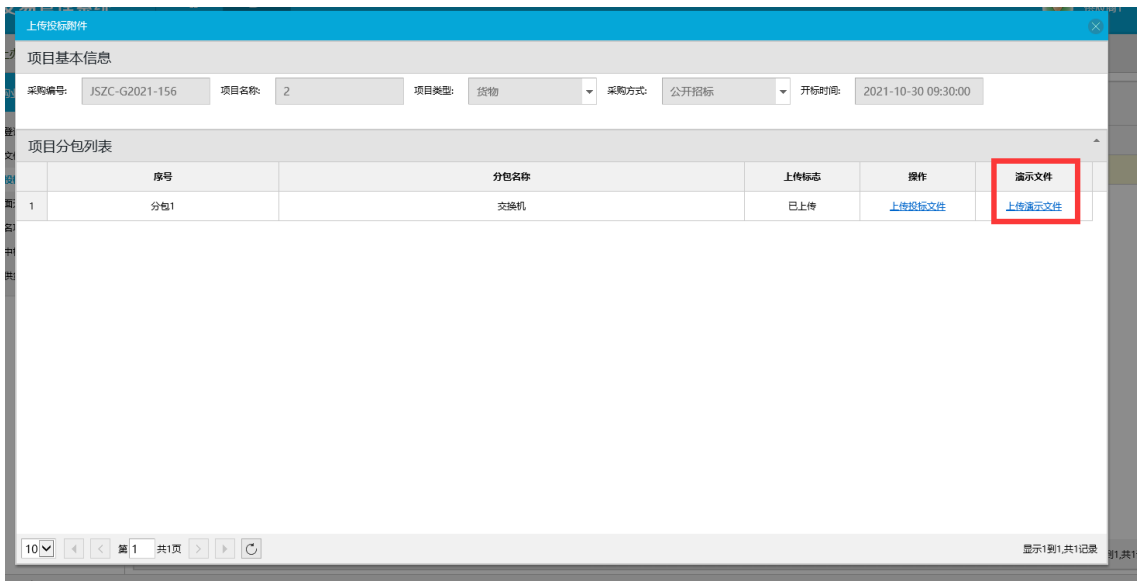 上传投标附件
项目基本信息
采购编号: JSZC-G2021-156 项目名称: 2 项目类型: 货物 采购方式: 公开招标 开标时间: 2021-10-30 09:30:00
项目分包列表
序号 分包名称 上传标志 操作 演示文件
1 分包1 交换机 已上传 上传投标文件 上传演示文件
10 第 1 共1页 显示1到1,共1记录